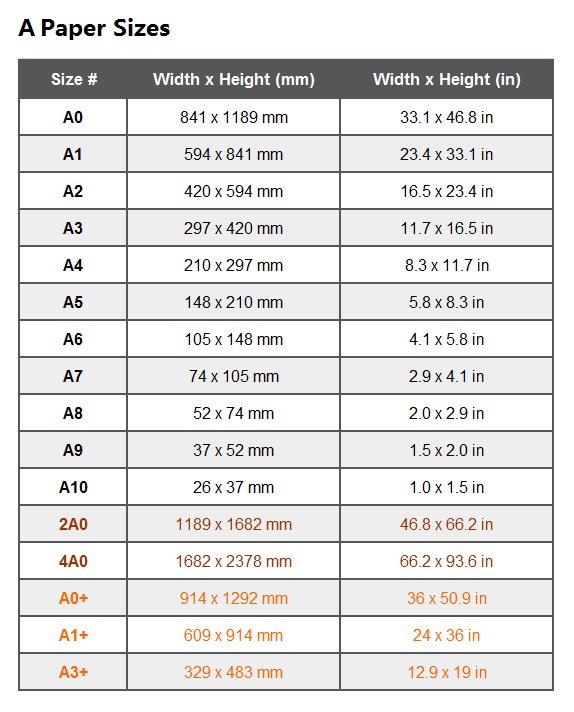 A Paper Sizes
Size # Width x Height (mm) Width x Height (in)
A0 841 x 1189 mm 33.1 x 46.8 in
A1 594 x 841 mm 23.4 x 33.1 in
A2 420 x 594 mm 16.5 x 23.4 in
A3 297 x 420 mm 11.7 x 16.5 in
A4 210 x 297 mm 8.3 x 11.7 in
A5 148 x 210 mm 5.8 x 8.3 in
A6 105 x 148 mm 4.1 x 5.8 in
A7 74 x 105 mm 2.9 x 4.1 in
A8 52 x 74 mm 2.0 x 2.9 in
A9 37 x 52 mm 1.5 x 2.0 in
A10 26 x 37 mm 1.0 x 1.5 in
2A0 1189 x 1682 mm 46.8 x 66.2 in
4A0 1682 x 2378 mm 66.2 x 93.6 in
A0+ 914 x 1292 mm 36 x 50.9 in
A1+ 609 x 914 mm 24 x 36 in
A3+ 329 x 483 mm 12.9 x 19 in